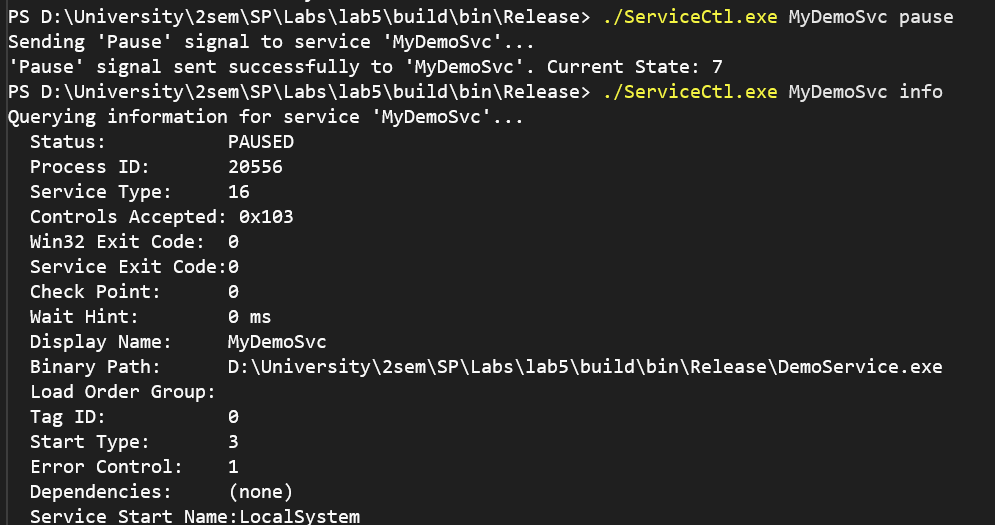 PS D:\University\2sem\SP\Labs\lab5\build\bin\Release> ./ServiceCtl.exe MyDemoSvc pause
Sending 'Pause' signal to service 'MyDemoSvc'...
'Pause' signal sent successfully to 'MyDemoSvc'. Current State: 7
PS D:\University\2sem\SP\Labs\lab5\build\bin\Release> ./ServiceCtl.exe MyDemoSvc info
Querying information for service 'MyDemoSvc'...
  Status:           PAUSED
  Process ID:       20556
  Service Type:     16
  Controls Accepted: 0x103
  Win32 Exit Code:  0
  Service Exit Code:0
  Check Point:      0
  Wait Hint:        0 ms
  Display Name:     MyDemoSvc
  Binary Path:      D:\University\2sem\SP\Labs\lab5\build\bin\Release\DemoService.exe
  Load Order Group:
  Tag ID:           0
  Start Type:       3
  Error Control:    1
  Dependencies:     (none)
  Service Start Name:LocalSystem